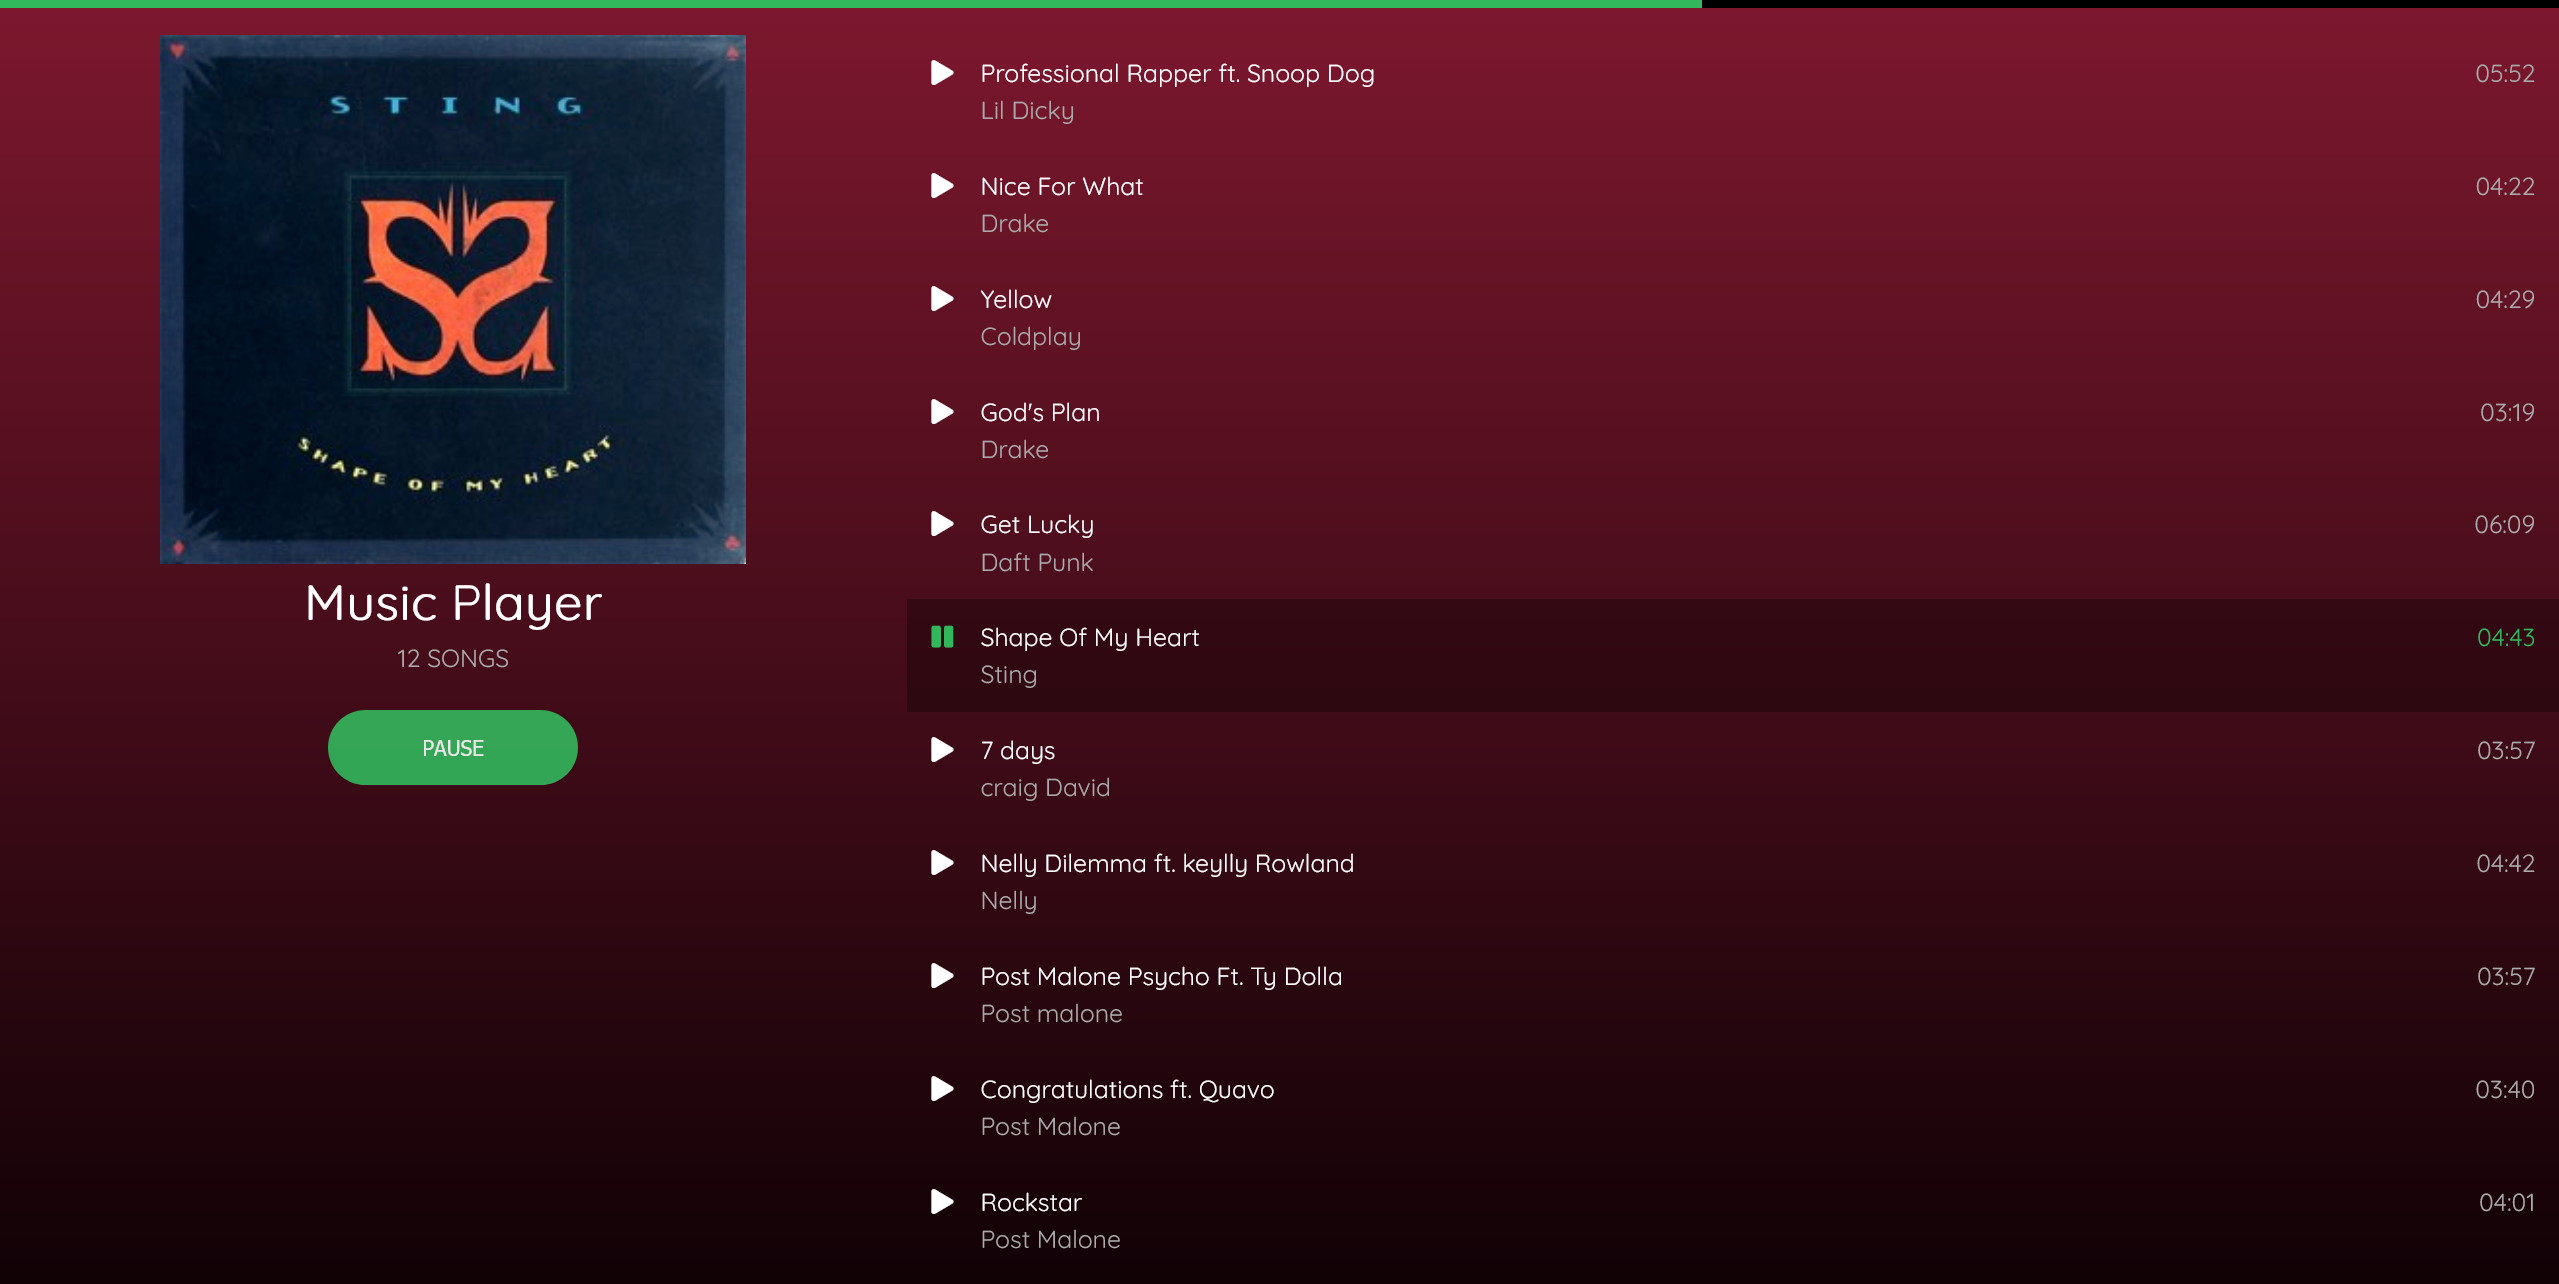 STING
SHAPE OF MY HEART
Music Player
12 SONGS
PAUSE
Professional Rapper ft. Snoop Dog 05:52
Lil Dicky
Nice For What 04:22
Drake
Yellow 04:29
Coldplay
God's Plan 03:19
Drake
Get Lucky 06:09
Daft Punk
Shape Of My Heart 04:43
Sting
7 days 03:57
craig David
Nelly Dilemma ft. keylly Rowland 04:42
Nelly
Post Malone Psycho Ft. Ty Dolla 03:57
Post malone
Congratulations ft. Quavo 03:40
Post Malone
Rockstar 04:01
Post Malone